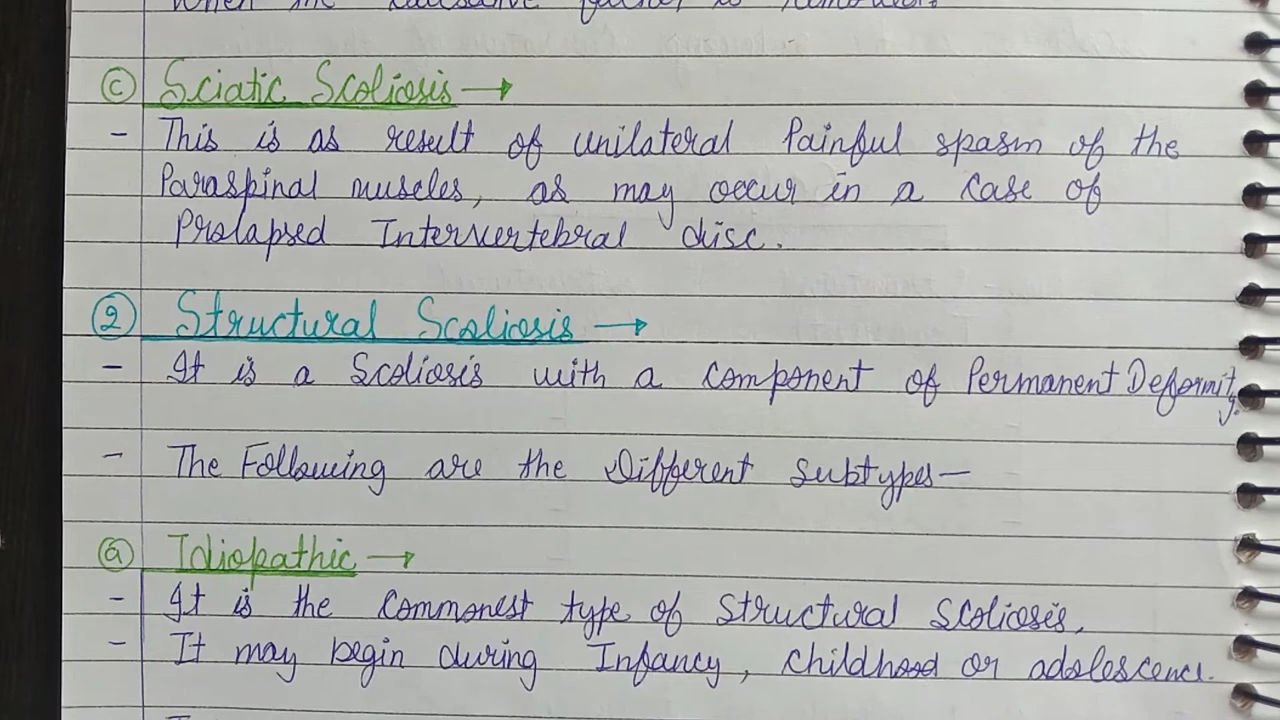 When the
ⓒ Sciatic Scoliosis →
- This is as result of unilateral Painful spasm of the
Paraspinal muscles, as may occur in a case of
Prolapsed Intervertebral disc.
② Structural Scoliosis →
- It is a Scoliosis with a component of Permanent Deformity.
- The Following are the Different Subtypes—
ⓐ Idiopathic →
- It is the commonest type of Structural Scoliosis.
- It may begin during Infancy, childhood or adolescence.